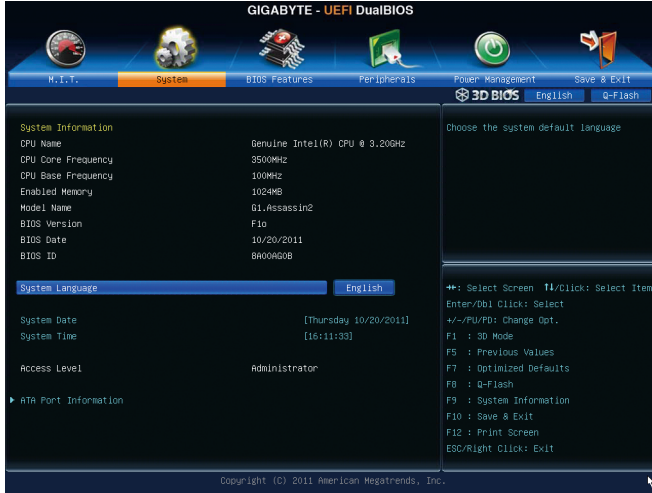 GIGABYTE - UEFI DualBIOS
M.I.T. System BIOS Features Peripherals Power Management Save & Exit
3D BIOS English Q-Flash
System Information
CPU Name Genuine Intel(R) CPU @ 3.20GHz
CPU Core Frequency 3500MHz
CPU Base Frequency 100MHz
Enabled Memory 1024MB
Model Name G1.Assassin2
BIOS Version F1o
BIOS Date 10/20/2011
BIOS ID 8A00AG0B
System Language English
System Date [Thursday 10/20/2011]
System Time [16:11:33]
Access Level Administrator
ATA Port Information
Choose the system default language
→←: Select Screen ↑↓/Click: Select Item
Enter/Dbl Click: Select
+/-/PU/PD: Change Opt.
F1 : 3D Mode
F5 : Previous Values
F7 : Optimized Defaults
F8 : Q-Flash
F9 : System Information
F10 : Save & Exit
F12 : Print Screen
ESC/Right Click: Exit
Copyright (C) 2011 American Megatrends, Inc.